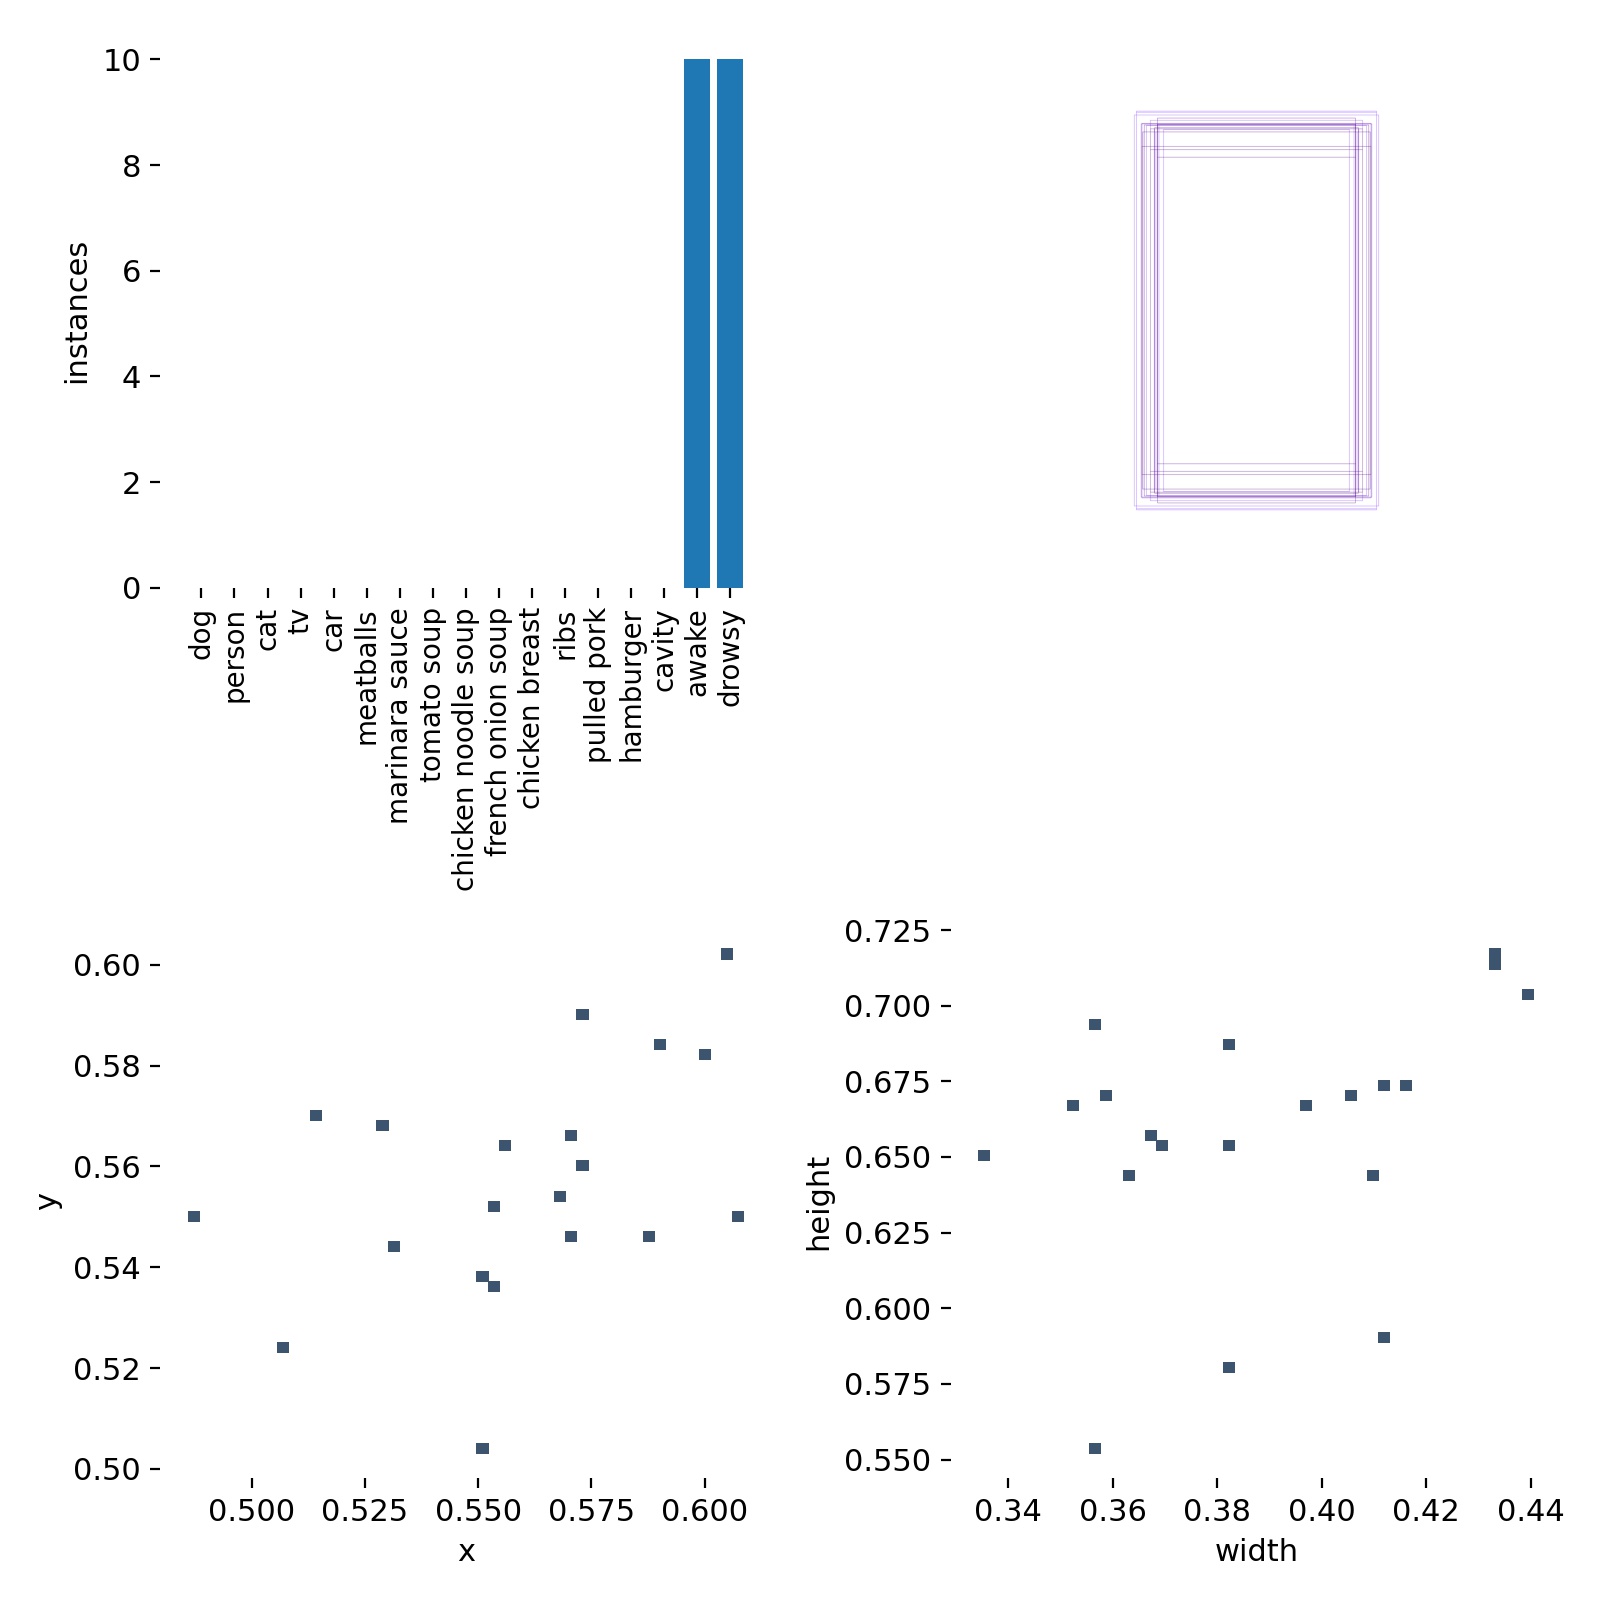 10
8
6
4
2
0
instances
dog
person
cat
tv
car
meatballs
marinara sauce
tomato soup
chicken noodle soup
french onion soup
chicken breast
ribs
pulled pork
hamburger
cavity
awake
drowsy
0.60
0.58
0.56
0.54
0.52
0.50
y
0.500 0.525 0.550 0.575 0.600
x
0.725
0.700
0.675
0.650
0.625
0.600
0.575
0.550
height
0.34 0.36 0.38 0.40 0.42 0.44
width